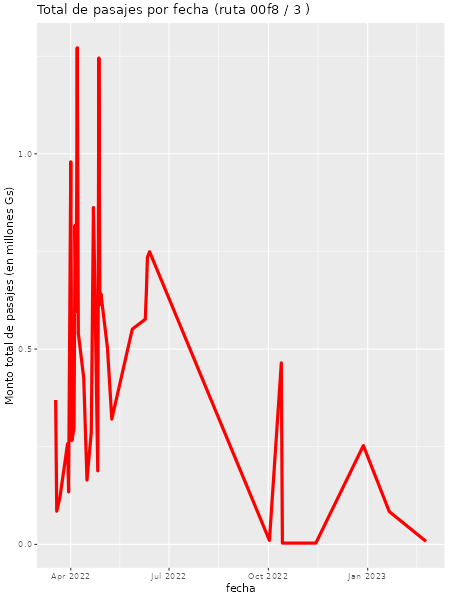 Total de pasajes por fecha (ruta 00f8 / 3 )
Monto total de pasajes (en millones Gs)
1.0
0.5
0.0
Apr 2022
Jul 2022
Oct 2022
Jan 2023
fecha